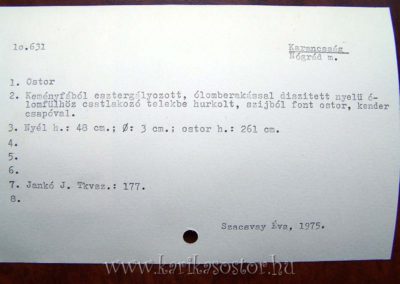 10.631
Karancsság
Nógrád m.
1. Ostor
2. Keményfából esztergályozott, ólomberakással díszített nyelű ó-
lomfülhöz csatlakozó telekbe hurkolt, szíjból font ostor, kender
csapóval.
3. Nyél h.: 48 cm.; Ø: 3 cm.; ostor h.: 261 cm.
4.
5.
6.
7. Jankó J. Tkvsz.: 177.
8.
Szacsvay Éva, 1975.
www.karikasostor.hu